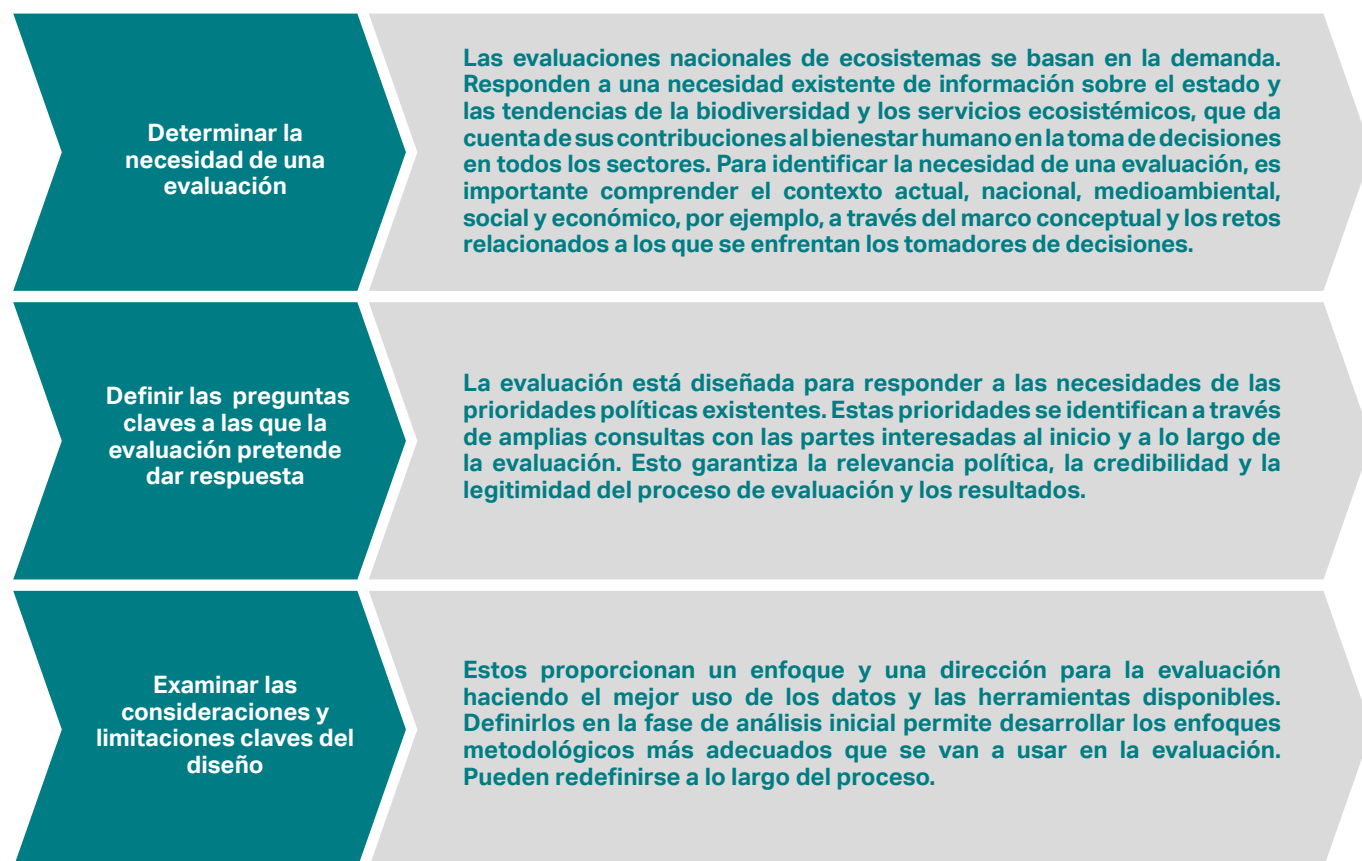 Determinar la
necesidad de una
evaluación
Las evaluaciones nacionales de ecosistemas se basan en la demanda.
Responden a una necesidad existente de información sobre el estado y
las tendencias de la biodiversidad y los servicios ecosistémicos, que da
cuenta de sus contribuciones al bienestar humano en la toma de decisiones
en todos los sectores. Para identificar la necesidad de una evaluación, es
importante comprender el contexto actual, nacional, medioambiental,
social y económico, por ejemplo, a través del marco conceptual y los retos
relacionados a los que se enfrentan los tomadores de decisiones.
Definir las preguntas
claves a las que la
evaluación pretende
dar respuesta
La evaluación está diseñada para responder a las necesidades de las
prioridades políticas existentes. Estas prioridades se identifican a través
de amplias consultas con las partes interesadas al inicio y a lo largo de
la evaluación. Esto garantiza la relevancia política, la credibilidad y la
legitimidad del proceso de evaluación y los resultados.
Examinar las
consideraciones y
limitaciones claves del
diseño
Estos proporcionan un enfoque y una dirección para la evaluación
haciendo el mejor uso de los datos y las herramientas disponibles.
Definirlos en la fase de análisis inicial permite desarrollar los enfoques
metodológicos más adecuados que se van a usar en la evaluación.
Pueden redefinirse a lo largo del proceso.